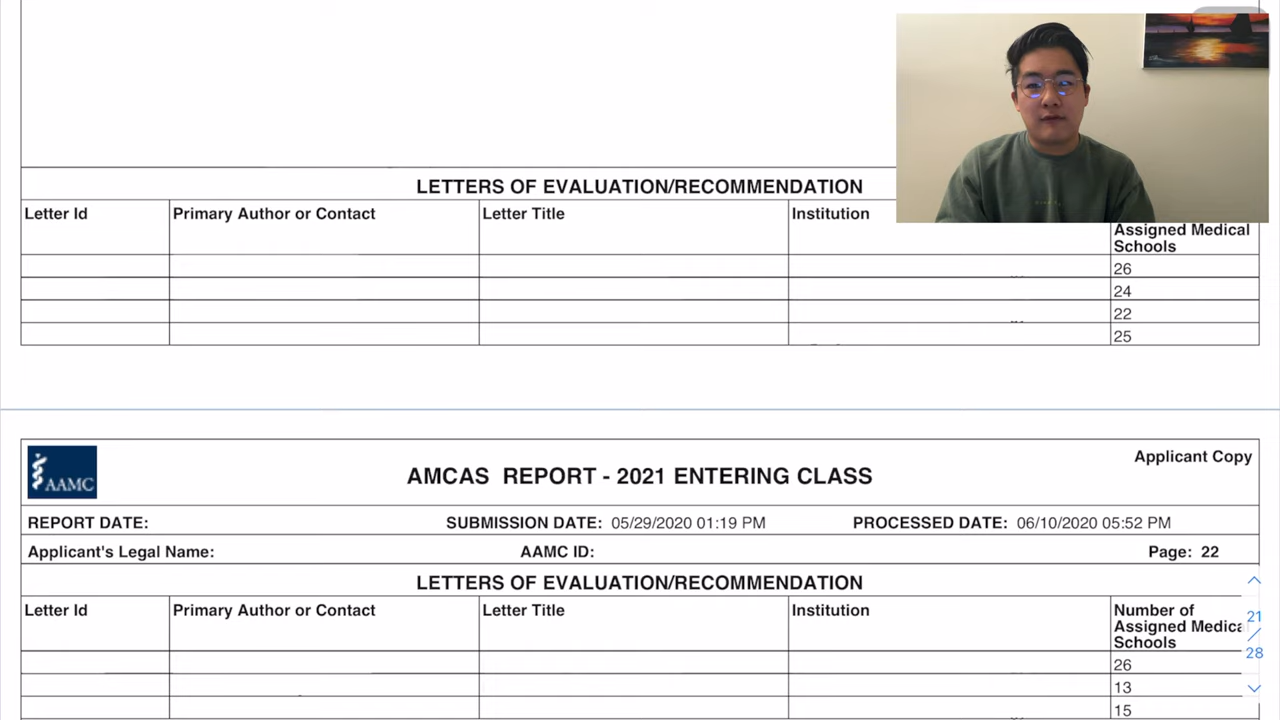 LETTERS OF EVALUATION/RECOMMENDATION
Letter Id Primary Author or Contact Letter Title Institution
Assigned Medical
Schools
26
24
22
25
AAMC
Applicant Copy
AMCAS REPORT - 2021 ENTERING CLASS
REPORT DATE: SUBMISSION DATE: 05/29/2020 01:19 PM PROCESSED DATE: 06/10/2020 05:52 PM
Applicant's Legal Name: AAMC ID: Page: 22
LETTERS OF EVALUATION/RECOMMENDATION
Letter Id Primary Author or Contact Letter Title Institution Number of
Assigned Medica
Schools
26
13
15
21
/
28